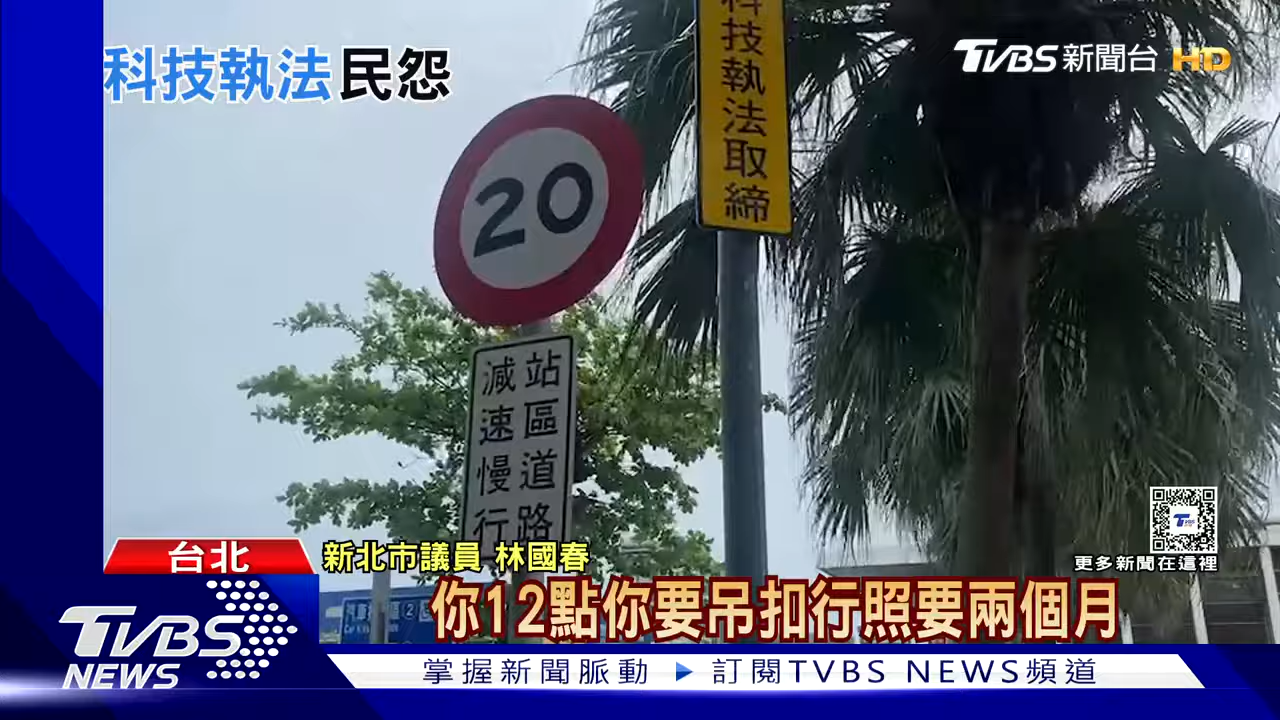 科技執法 民怨
TVBS新聞台 HD
科技執法取締
20
站區道路
減速慢行
更多新聞在這裡
台北
新北市議員 林國春
你12點你要吊扣行照要兩個月
TVBS
NEWS
掌握新聞脈動 ▶ 訂閱TVBS NEWS頻道